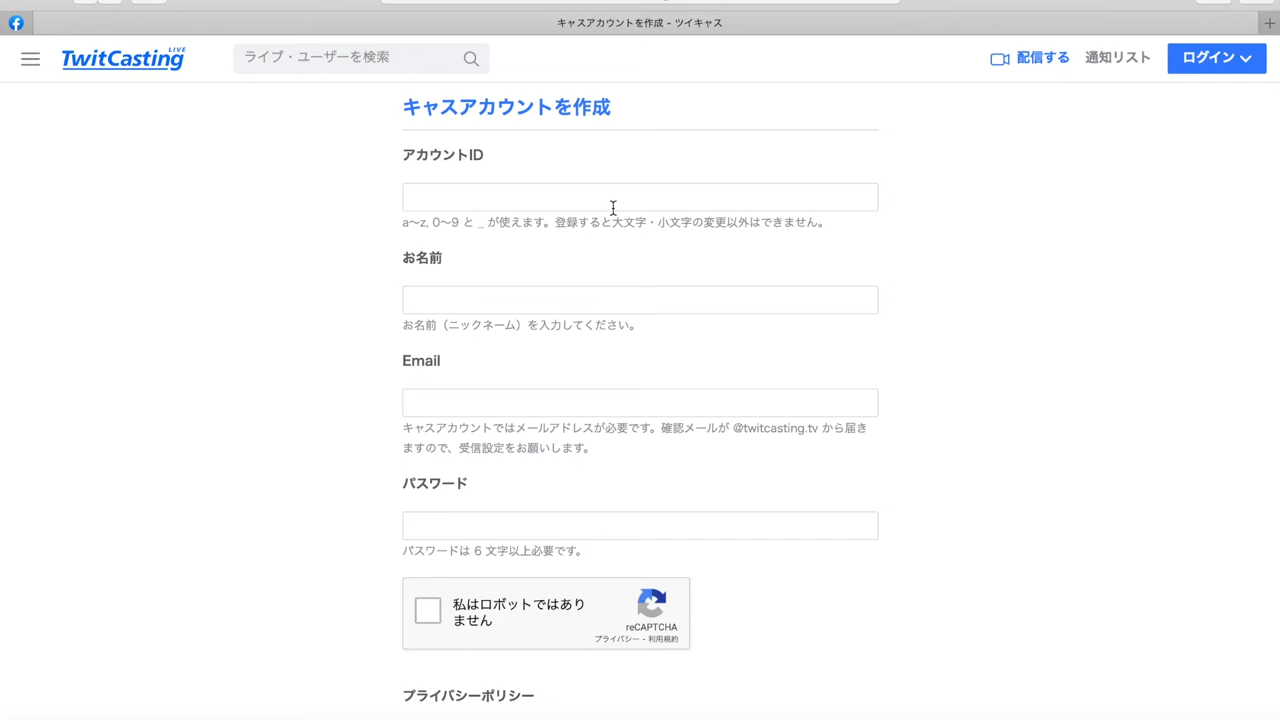 キャスアカウントを作成 - ツイキャス
TwitCasting LIVE
ライブ・ユーザーを検索
配信する
通知リスト
ログイン
キャスアカウントを作成
アカウントID
a〜z, 0〜9 と _ が使えます。登録すると大文字・小文字の変更以外はできません。
お名前
お名前（ニックネーム）を入力してください。
Email
キャスアカウントではメールアドレスが必要です。確認メールが @twitcasting.tv から届き
ますので、受信設定をお願いします。
パスワード
パスワードは 6 文字以上必要です。
私はロボットではあり
ません
reCAPTCHA
プライバシー - 利用規約
プライバシーポリシー